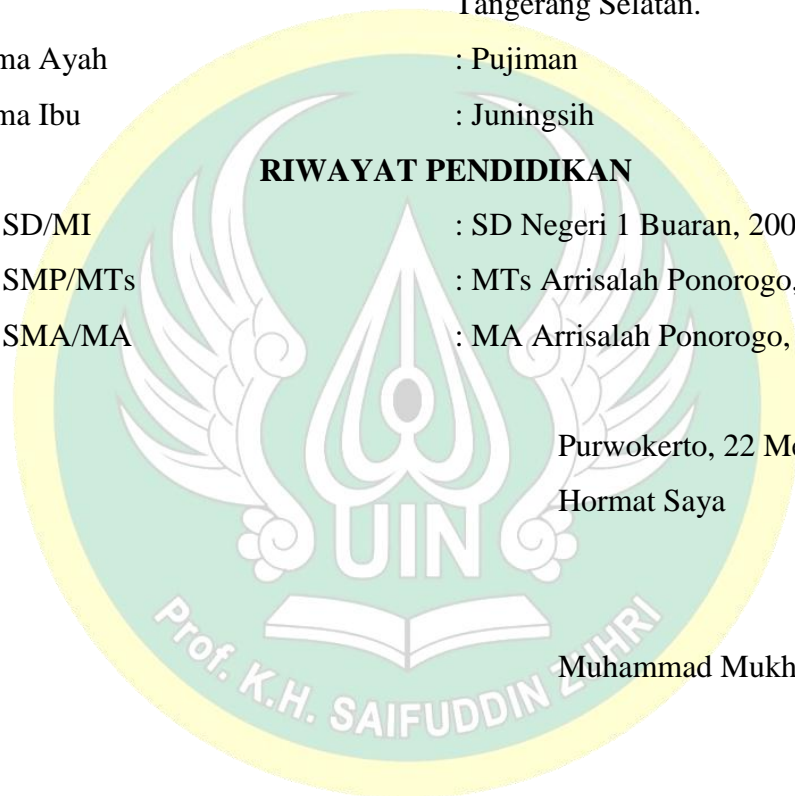 Tangerang Selatan.
ma Ayah : Pujiman
ma Ibu : Juningsih
RIWAYAT PENDIDIKAN
SD/MI : SD Negeri 1 Buaran, 200
SMP/MTs : MTs Arrisalah Ponorogo,
SMA/MA : MA Arrisalah Ponorogo,
Purwokerto, 22 M
Hormat Saya
Muhammad Mukh
UIN
Prof. K.H. SAIFUDDIN ZUHRI